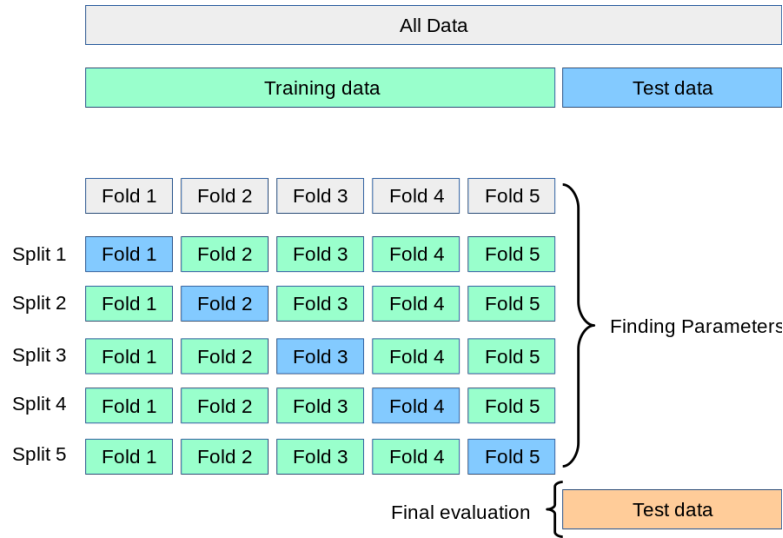 All Data
Training data Test data
Fold 1 Fold 2 Fold 3 Fold 4 Fold 5
Split 1 Fold 1 Fold 2 Fold 3 Fold 4 Fold 5
Split 2 Fold 1 Fold 2 Fold 3 Fold 4 Fold 5
Finding Parameters
Split 3 Fold 1 Fold 2 Fold 3 Fold 4 Fold 5
Split 4 Fold 1 Fold 2 Fold 3 Fold 4 Fold 5
Split 5 Fold 1 Fold 2 Fold 3 Fold 4 Fold 5
Final evaluation Test data